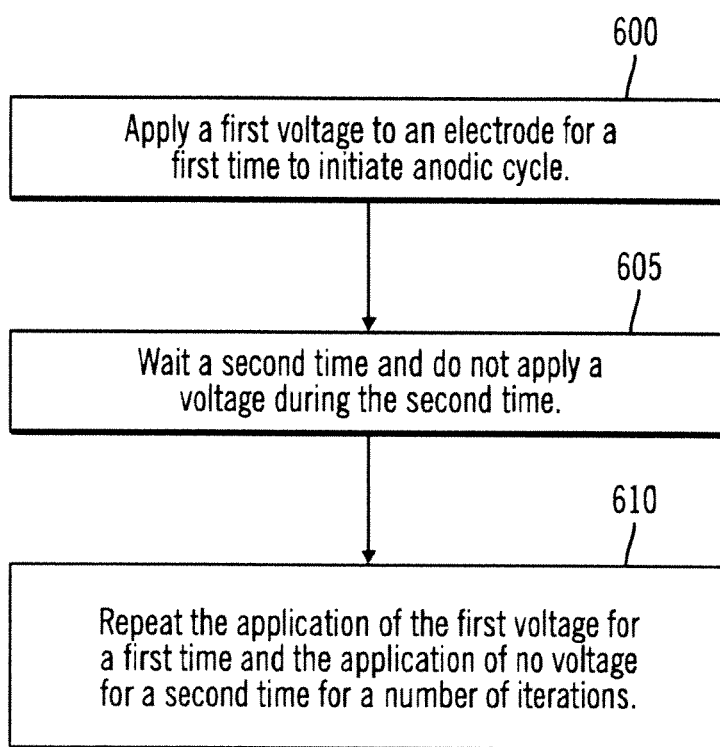 600
Apply a first voltage to an electrode for a
first time to initiate anodic cycle.
605
Wait a second time and do not apply a
voltage during the second time.
610
Repeat the application of the first voltage for
a first time and the application of no voltage
for a second time for a number of iterations.